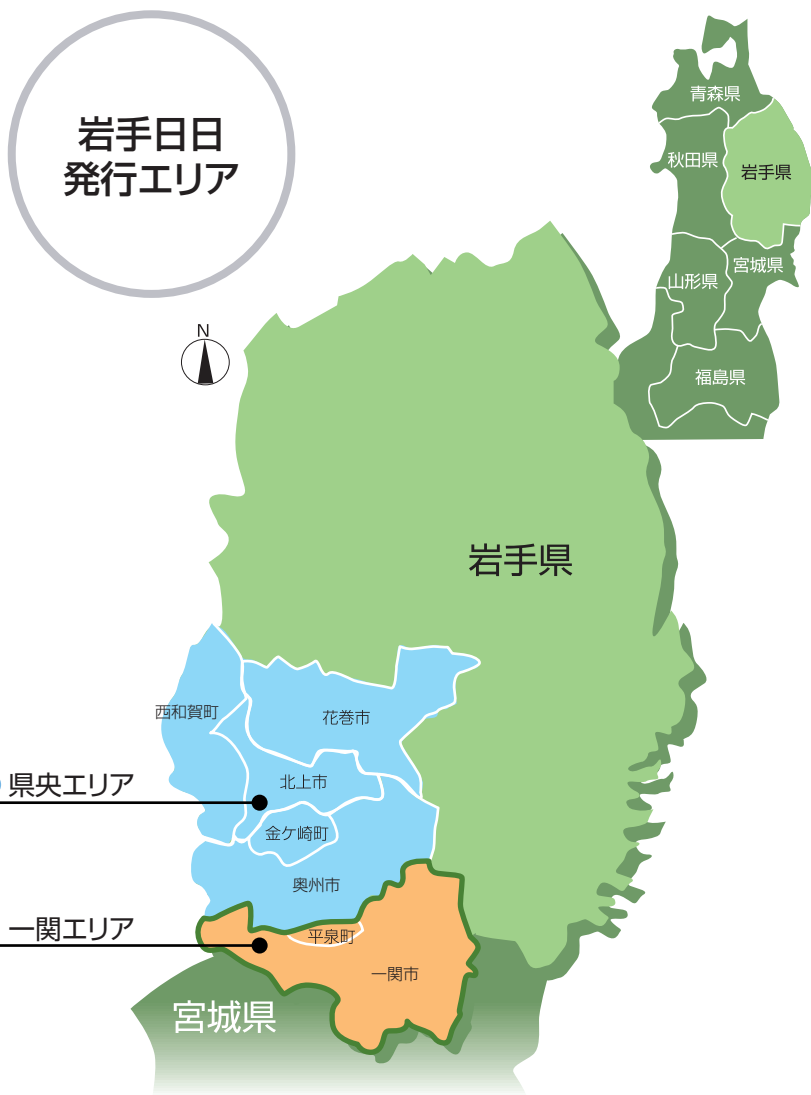 岩手日日
発行エリア
青森県
秋田県
岩手県
宮城県
山形県
福島県
N
岩手県
西和賀町
花巻市
北上市
県央エリア
金ケ崎町
奥州市
一関エリア
平泉町
一関市
宮城県